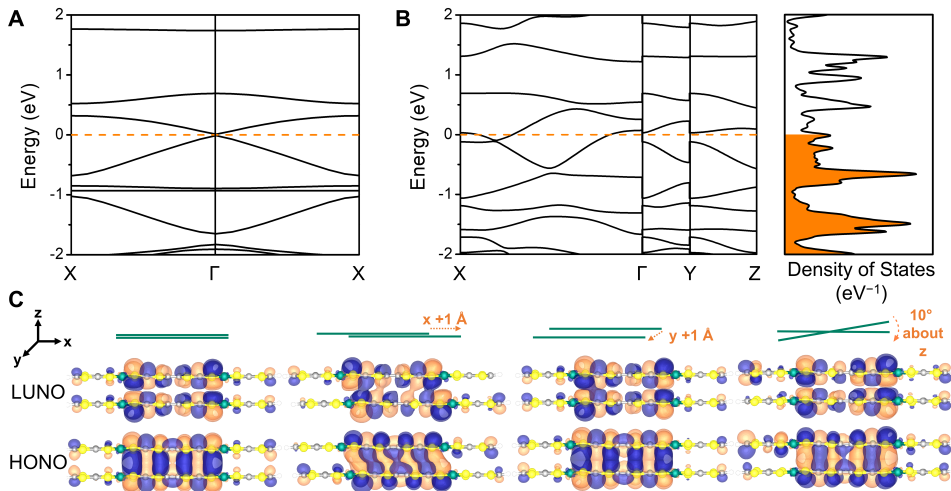 A
Energy (eV)
2
1
0
-1
-2
X
Γ
X
B
Energy (eV)
2
1
0
-1
-2
X
Γ
Y
Z
Density of States
(eV⁻¹)
C
z
x
y
x +1 Å
y +1 Å
10°
about
z
LUNO
HONO